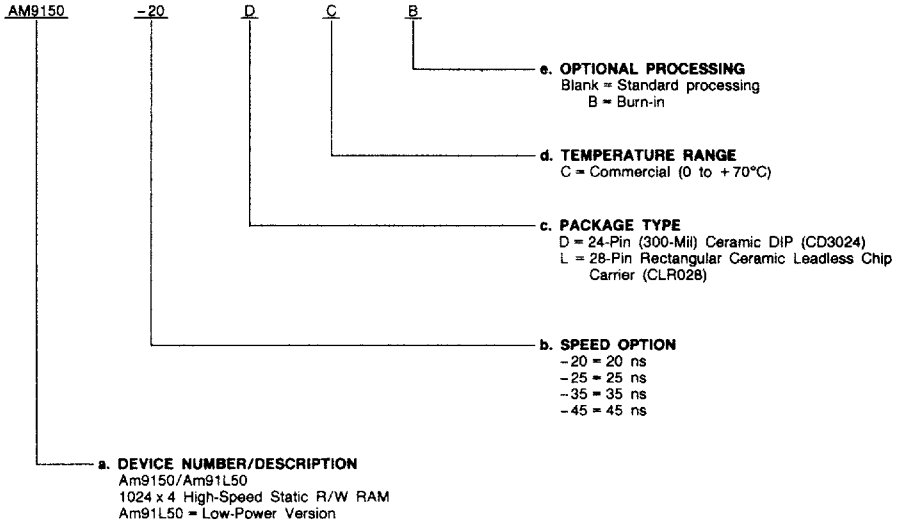 AM9150 -20 D C B
e. OPTIONAL PROCESSING
Blank = Standard processing
B = Burn-in
d. TEMPERATURE RANGE
C = Commercial (0 to +70°C)
c. PACKAGE TYPE
D = 24-Pin (300-Mil) Ceramic DIP (CD3024)
L = 28-Pin Rectangular Ceramic Leadless Chip
Carrier (CLR028)
b. SPEED OPTION
-20 = 20 ns
-25 = 25 ns
-35 = 35 ns
-45 = 45 ns
a. DEVICE NUMBER/DESCRIPTION
Am9150/Am91L50
1024 x 4 High-Speed Static R/W RAM
Am91L50 = Low-Power Version